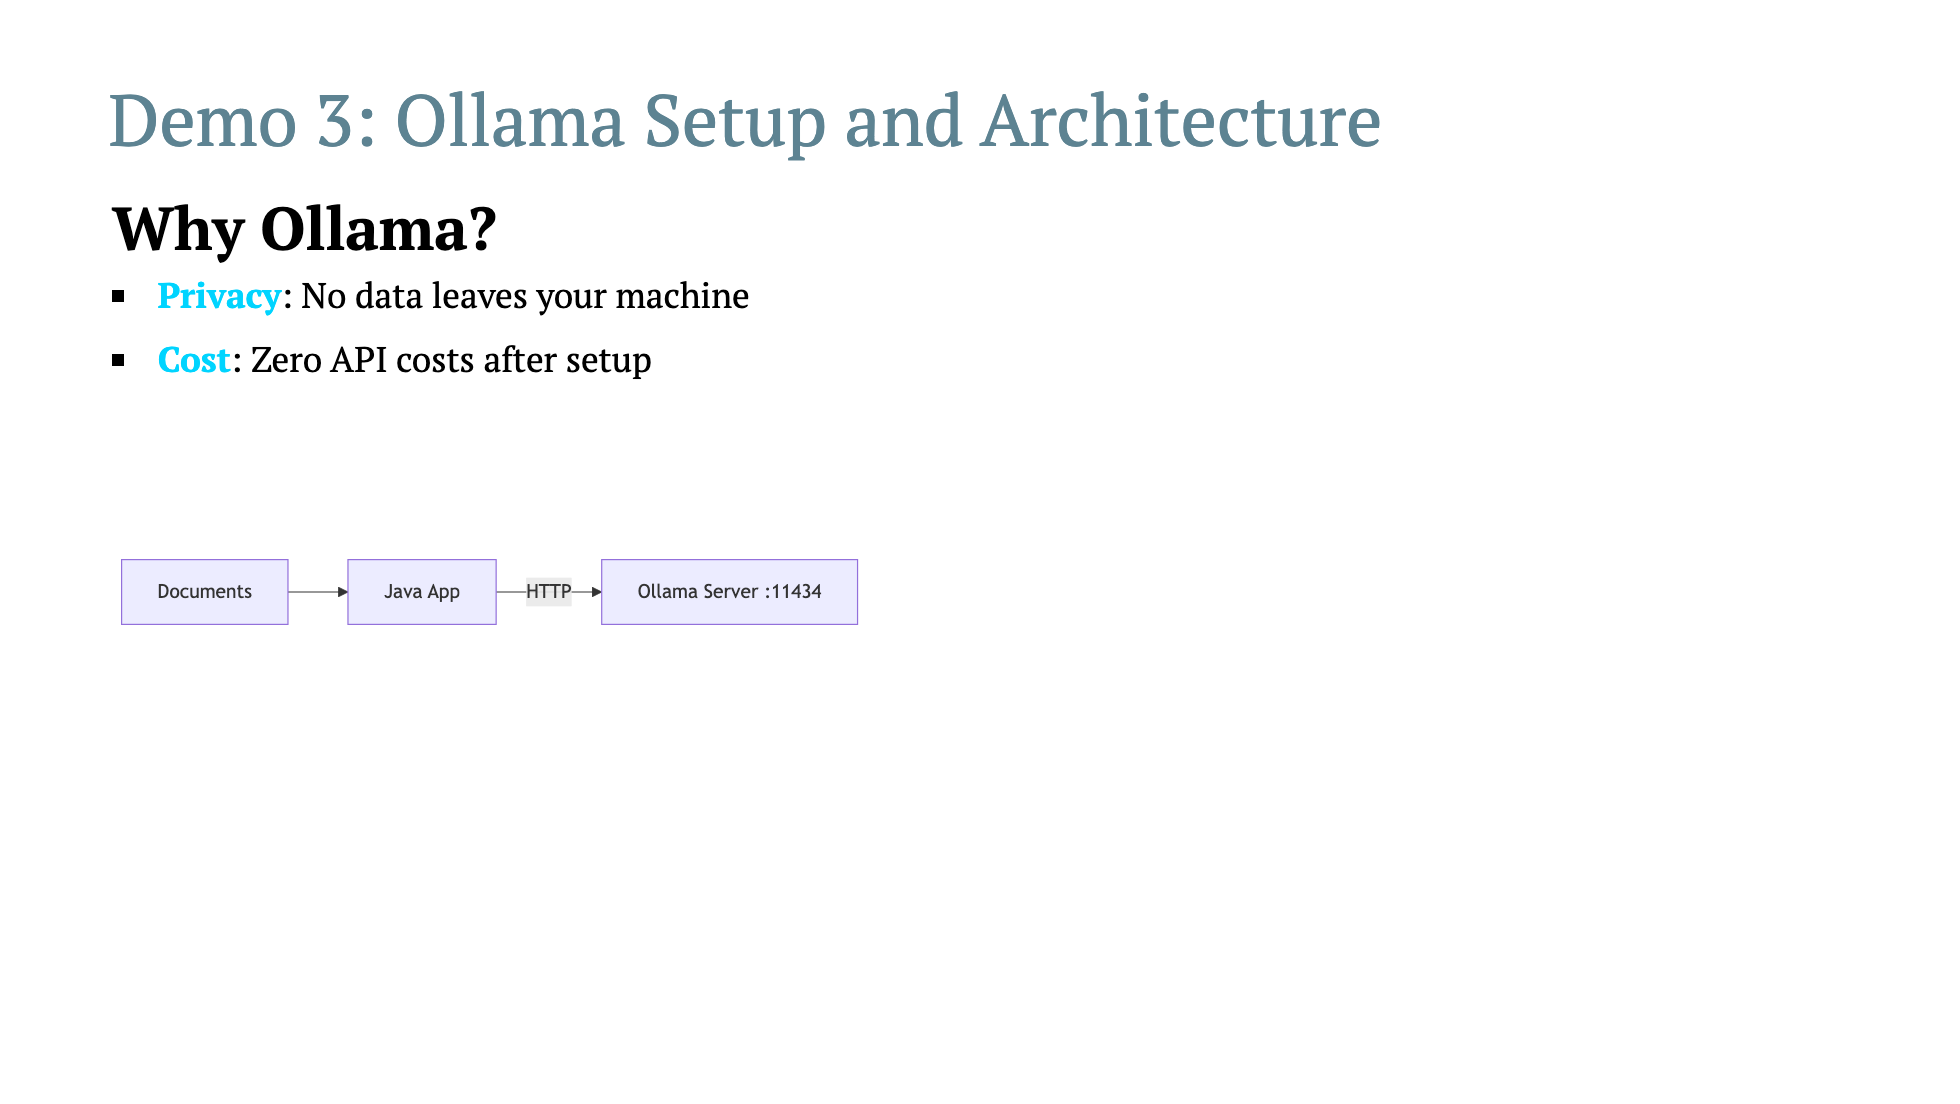 Demo 3: Ollama Setup and Architecture
Why Ollama?
▪ Privacy: No data leaves your machine
▪ Cost: Zero API costs after setup
Documents
Java App
HTTP
Ollama Server :11434